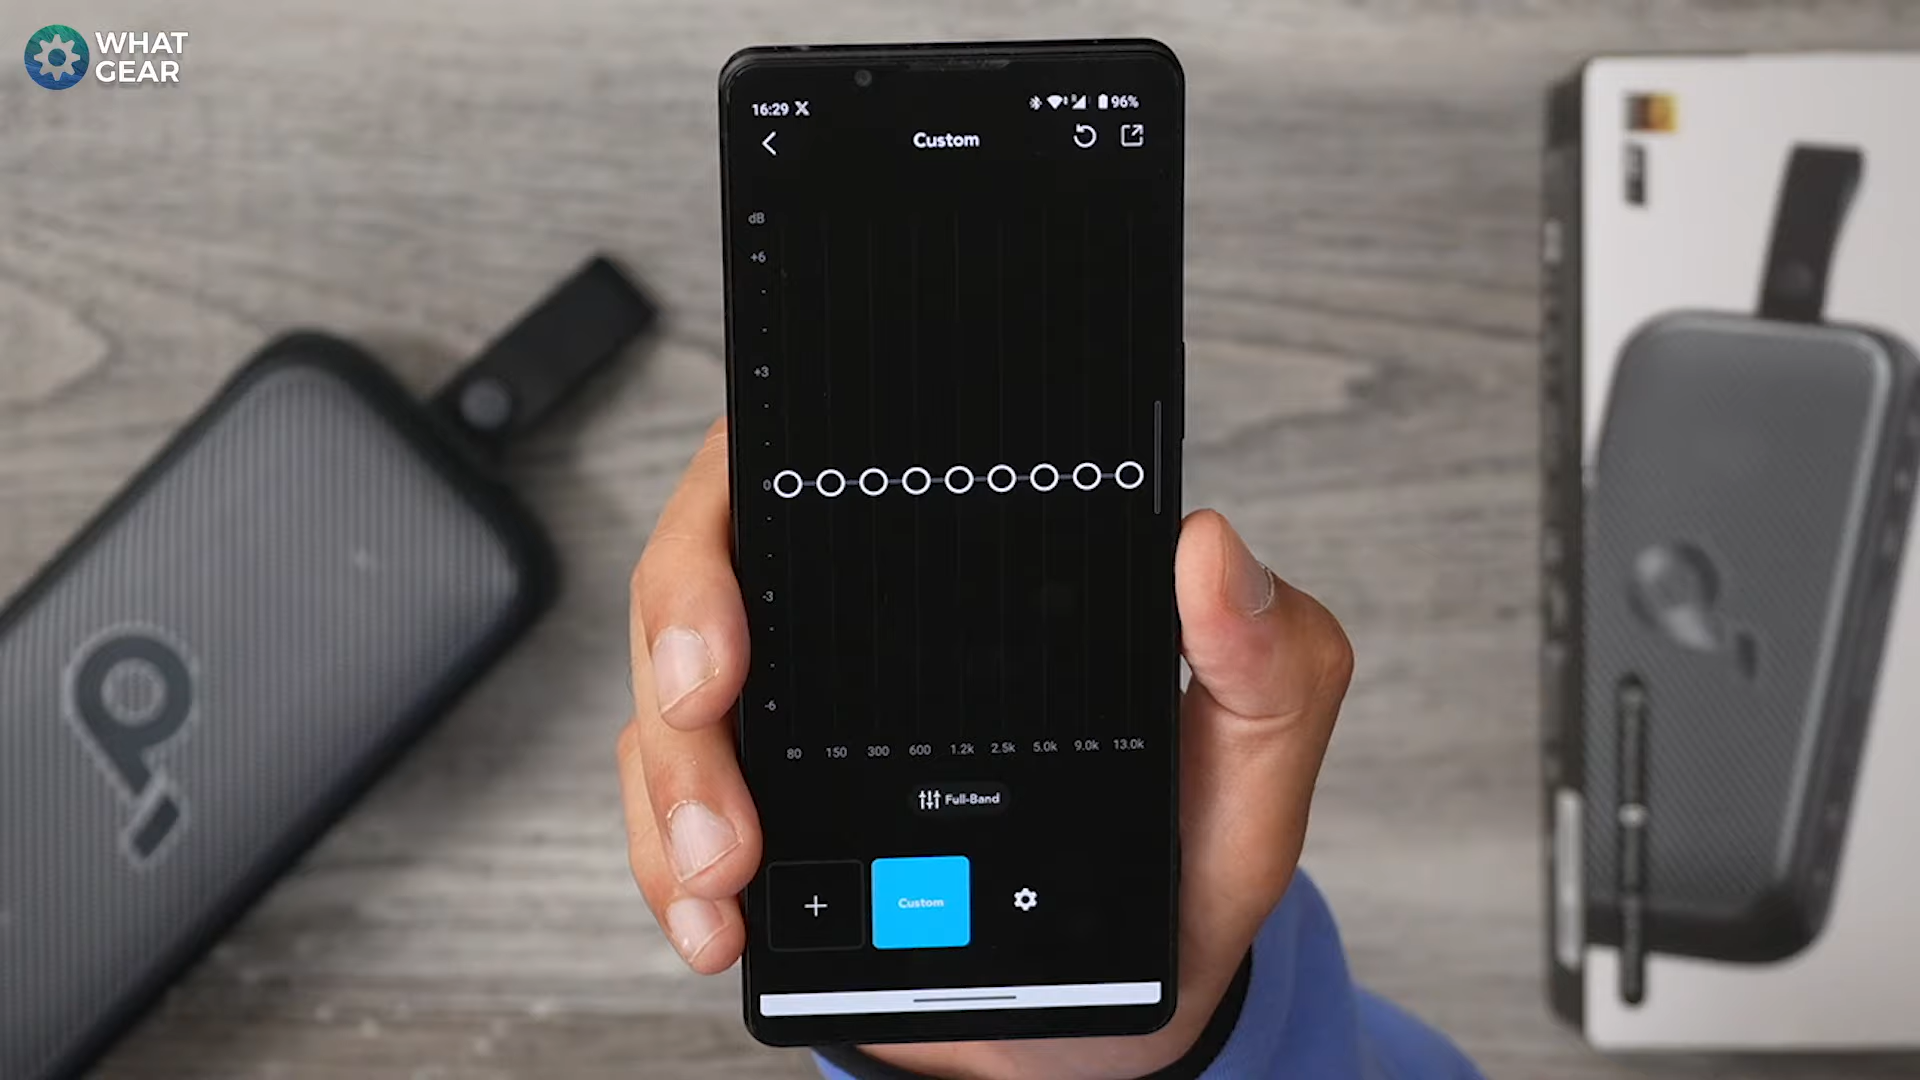 WHAT
GEAR
16:29
96%
Custom
dB
+6
+3
0
-3
-6
80 150 300 600 1.2k 2.5k 5.0k 9.0k 13.0k
Full-Band
Custom